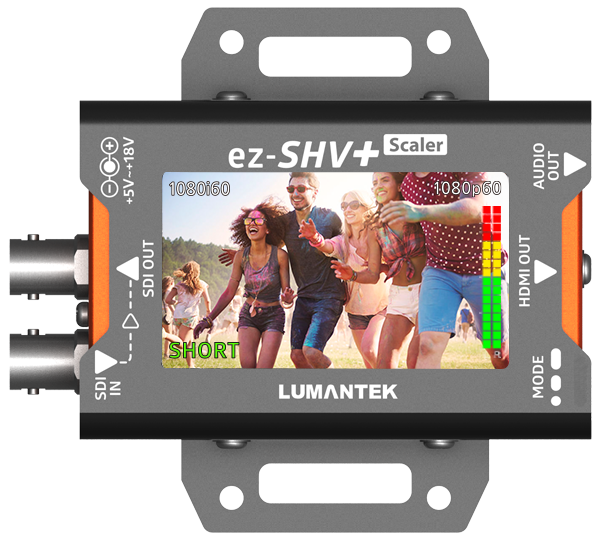 ez-SHV+ Scaler
+5V~+18V
AUDIO
OUT
1080i60
1080p60
SDI OUT
HDMI OUT
SHORT
R
SDI
IN
MODE
LUMANTEK